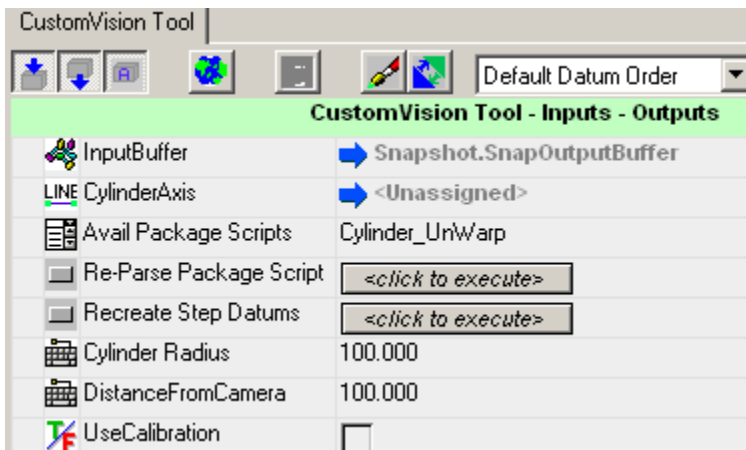 CustomVision Tool
A
Default Datum Order
CustomVision Tool - Inputs - Outputs
InputBuffer Snapshot.SnapOutputBuffer
LINE CylinderAxis <Unassigned>
Avail Package Scripts Cylinder_UnWarp
Re-Parse Package Script <click to execute>
Recreate Step Datums <click to execute>
Cylinder Radius 100.000
DistanceFromCamera 100.000
T/F UseCalibration